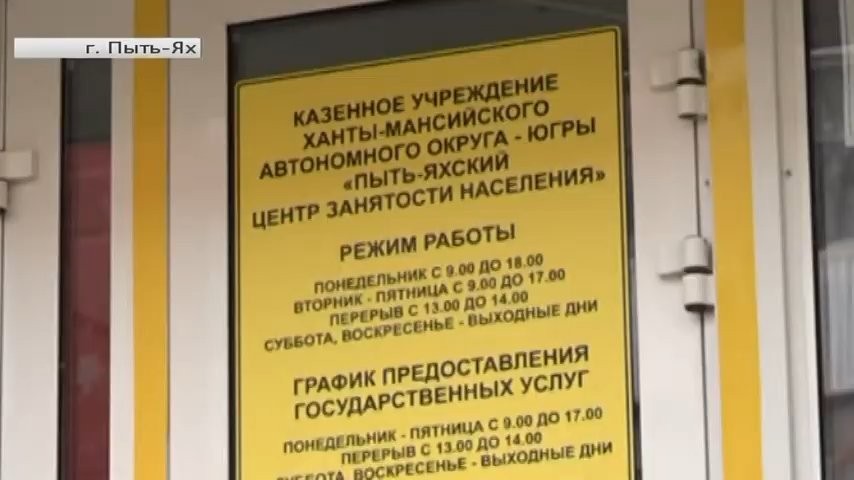 г. Пыть-Ях
КАЗЕННОЕ УЧРЕЖДЕНИЕ
ХАНТЫ-МАНСИЙСКОГО
АВТОНОМНОГО ОКРУГА - ЮГРЫ
«ПЫТЬ-ЯХСКИЙ
ЦЕНТР ЗАНЯТОСТИ НАСЕЛЕНИЯ»
РЕЖИМ РАБОТЫ
ПОНЕДЕЛЬНИК С 9.00 ДО 18.00
ВТОРНИК - ПЯТНИЦА С 9.00 ДО 17.00
ПЕРЕРЫВ С 13.00 ДО 14.00
СУББОТА, ВОСКРЕСЕНЬЕ - ВЫХОДНЫЕ ДНИ
ГРАФИК ПРЕДОСТАВЛЕНИЯ
ГОСУДАРСТВЕННЫХ УСЛУГ
ПОНЕДЕЛЬНИК - ПЯТНИЦА С 9.00 ДО 17.00
ПЕРЕРЫВ С 13.00 ДО 14.00
СУББОТА, ВОСКРЕСЕНЬЕ - ВЫХОДНЫЕ ДНИ